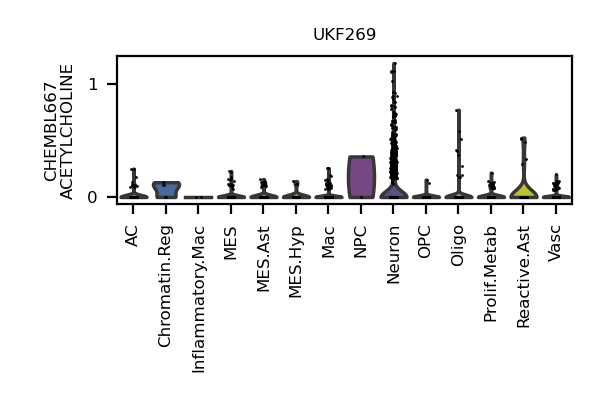 UKF269
CHEMBL667
ACETYLCHOLINE
1
0
AC
Chromatin.Reg
Inflammatory.Mac
MES
MES.Ast
MES.Hyp
Mac
NPC
Neuron
OPC
Oligo
Prolif.Metab
Reactive.Ast
Vasc